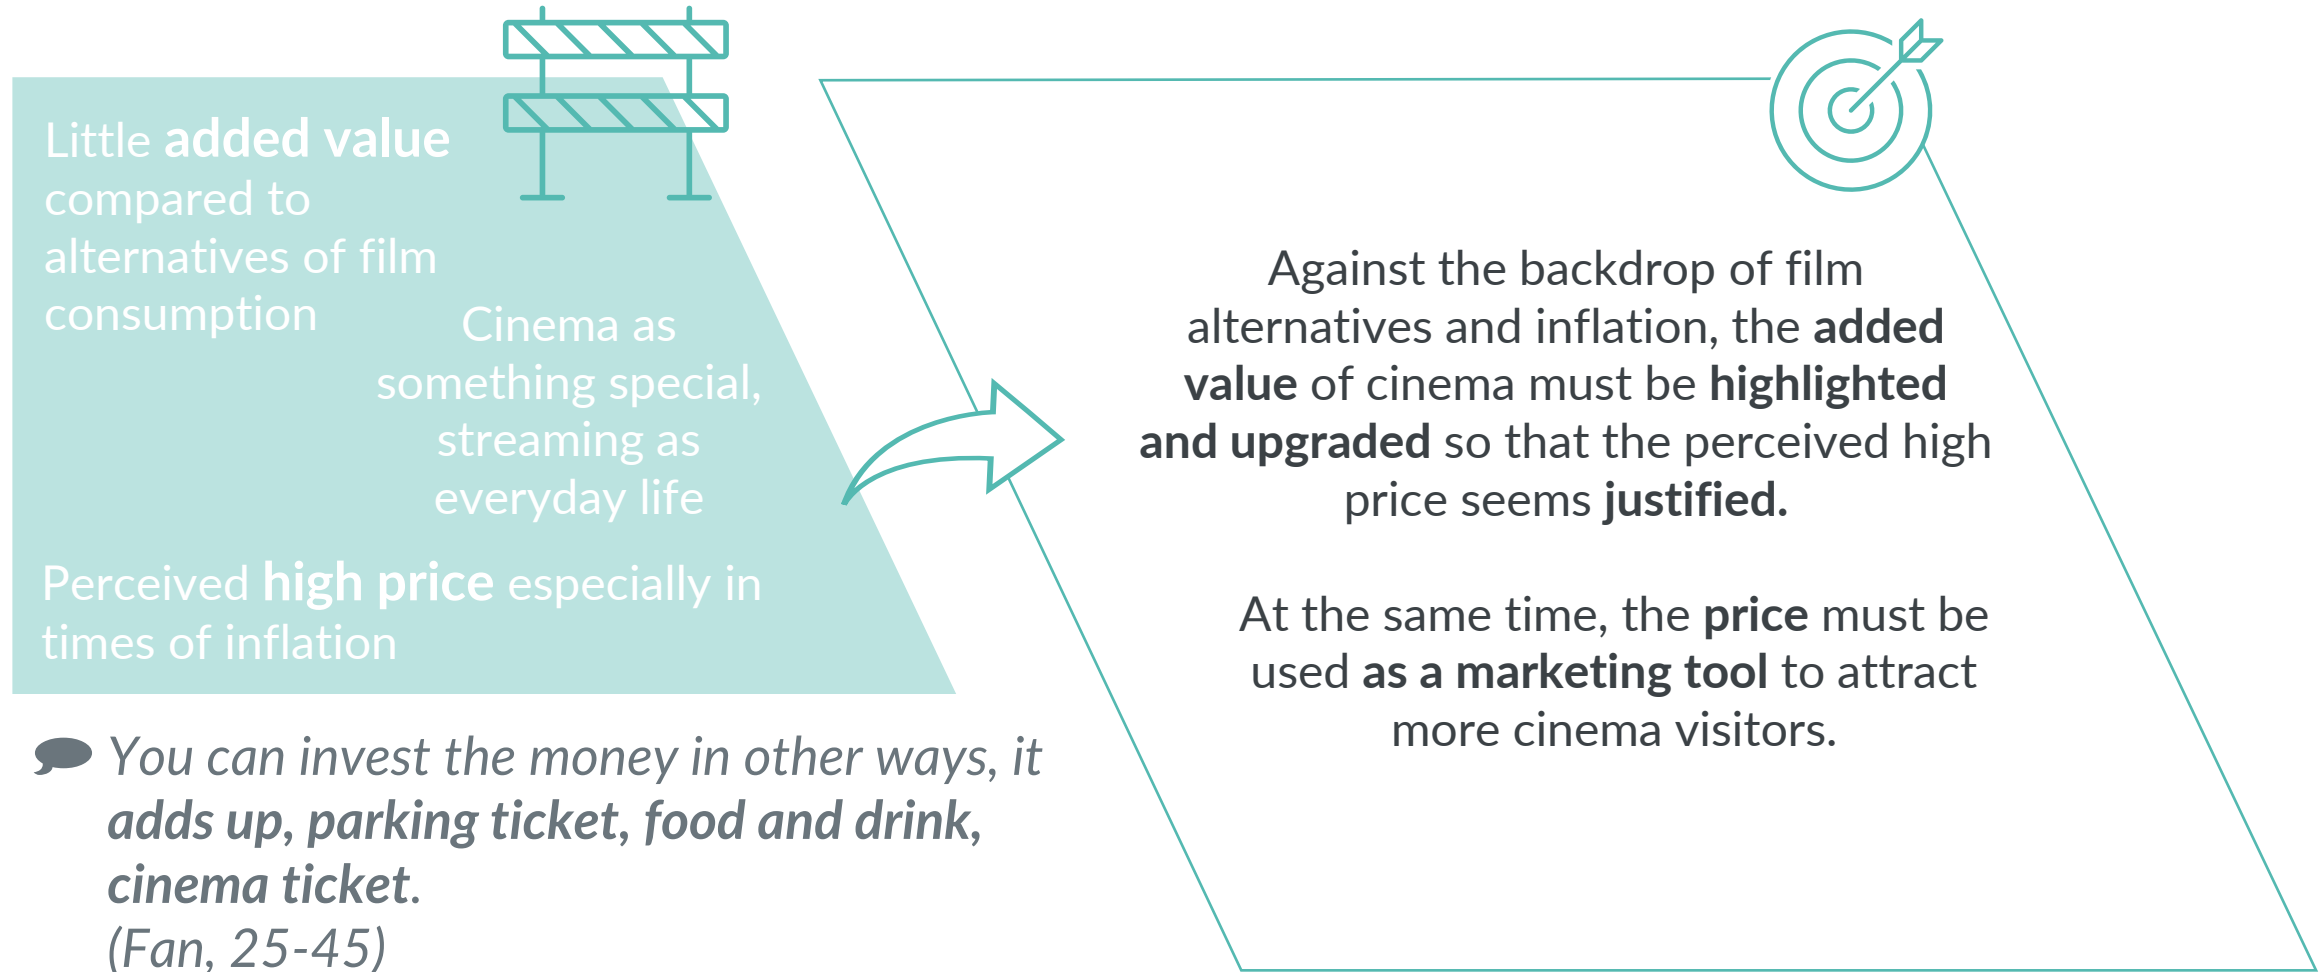 Little added value
compared to
alternatives of film
consumption
Cinema as
something special,
streaming as
everyday life
Perceived high price especially in
times of inflation
You can invest the money in other ways, it
adds up, parking ticket, food and drink,
cinema ticket.
(Fan, 25-45)
Against the backdrop of film
alternatives and inflation, the added
value of cinema must be highlighted
and upgraded so that the perceived high
price seems justified.
At the same time, the price must be
used as a marketing tool to attract
more cinema visitors.